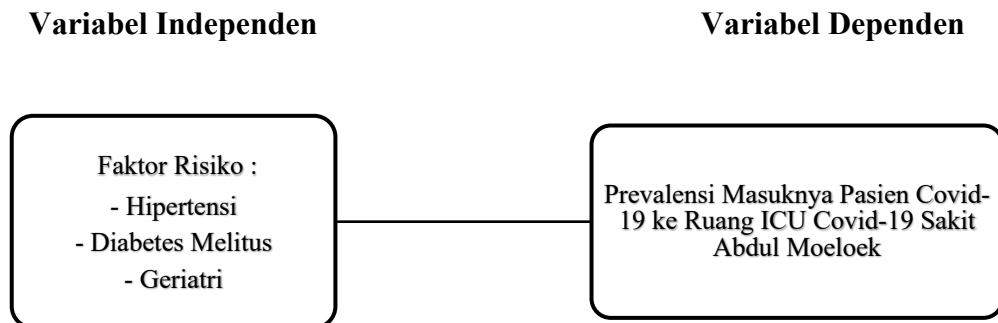 Variabel Independen
Variabel Dependen
Faktor Risiko :
- Hipertensi
- Diabetes Melitus
- Geriatri
Prevalensi Masuknya Pasien Covid-
19 ke Ruang ICU Covid-19 Sakit
Abdul Moeloek